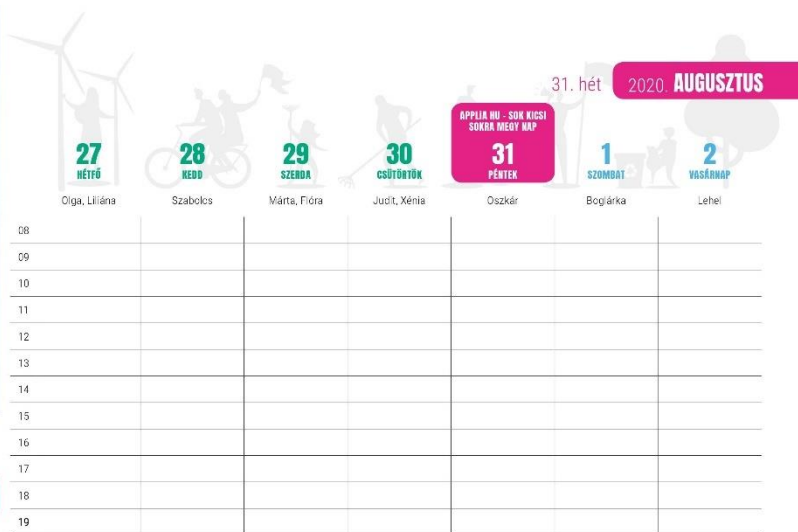 31. hét 2020. AUGUSZTUS
APPLIA HU - SOK KICSI
SOKRA MEGY NAP
27 28 29 30 31 1 2
HÉTFŐ KEDD SZERDA CSÜTÖRTÖK PÉNTEK SZOMBAT VASÁRNAP
Olga, Liliána Szabolcs Márta, Flóra Judit, Xénia Oszkár Boglárka Lehel
08
09
10
11
12
13
14
15
16
17
18
19